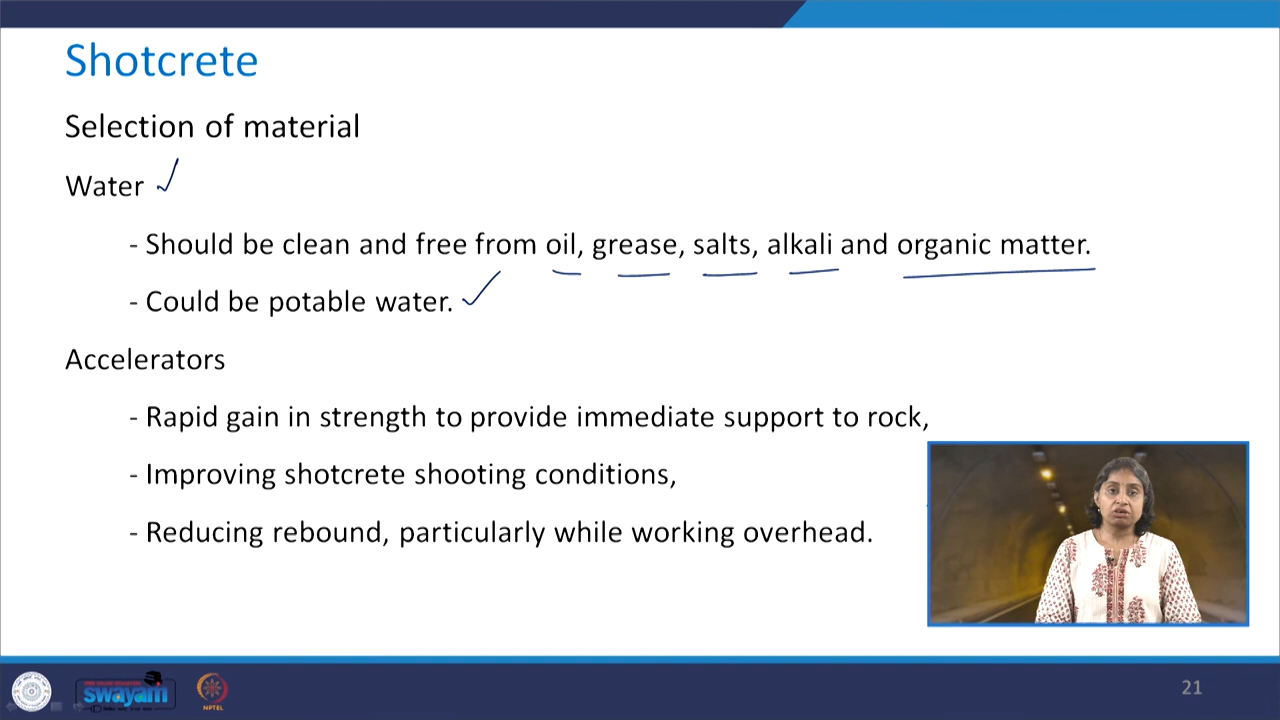 Shotcrete
Selection of material
Water
- Should be clean and free from oil, grease, salts, alkali and organic matter.
- Could be potable water.
Accelerators
- Rapid gain in strength to provide immediate support to rock,
- Improving shotcrete shooting conditions,
- Reducing rebound, particularly while working overhead.
swayam
NPTEL
21